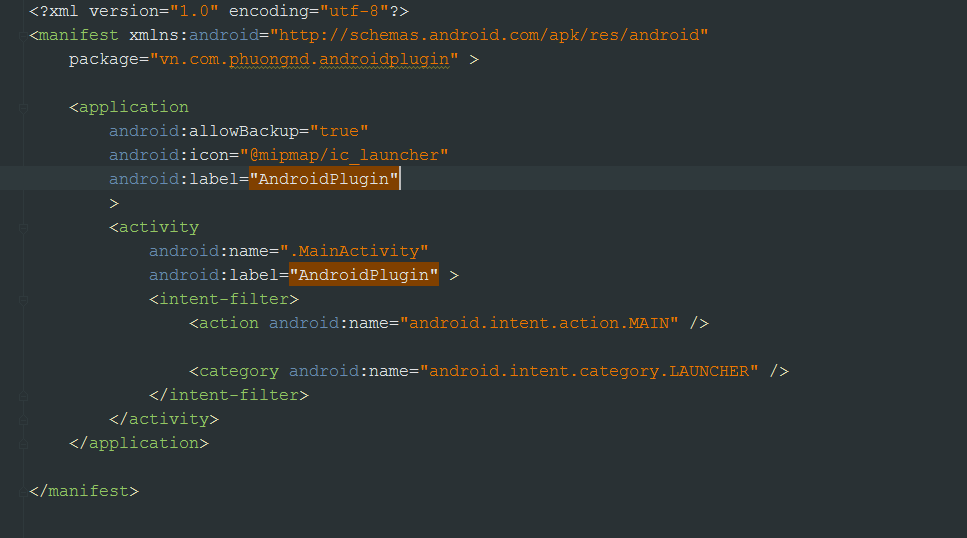 <?xml version="1.0" encoding="utf-8"?>
<manifest xmlns:android="http://schemas.android.com/apk/res/android"
    package="vn.com.phuongnd.androidplugin" >

    <application
        android:allowBackup="true"
        android:icon="@mipmap/ic_launcher"
        android:label="AndroidPlugin"
        >
        <activity
            android:name=".MainActivity"
            android:label="AndroidPlugin" >
            <intent-filter>
                <action android:name="android.intent.action.MAIN" />

                <category android:name="android.intent.category.LAUNCHER" />
            </intent-filter>
        </activity>
    </application>

</manifest>